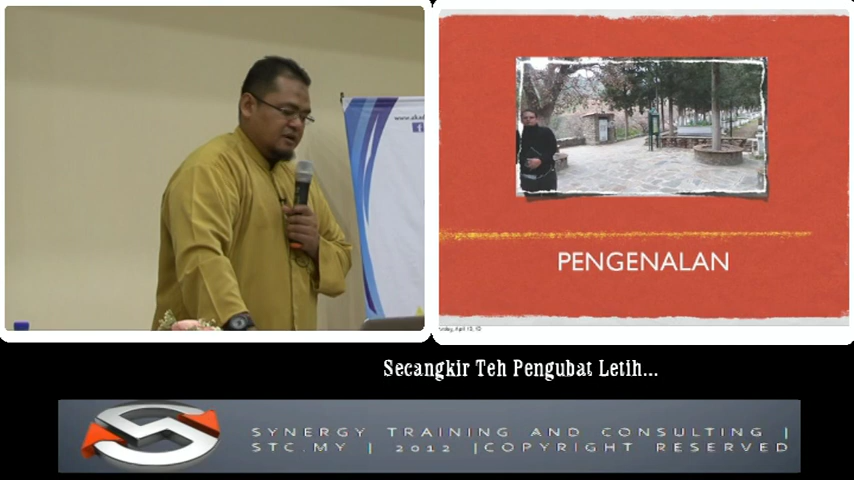 PENGENALAN
Secangkir Teh Pengubat Letih...
SYNERGY TRAINING AND CONSULTING |
STC.MY | 2012 |COPYRIGHT RESERVED